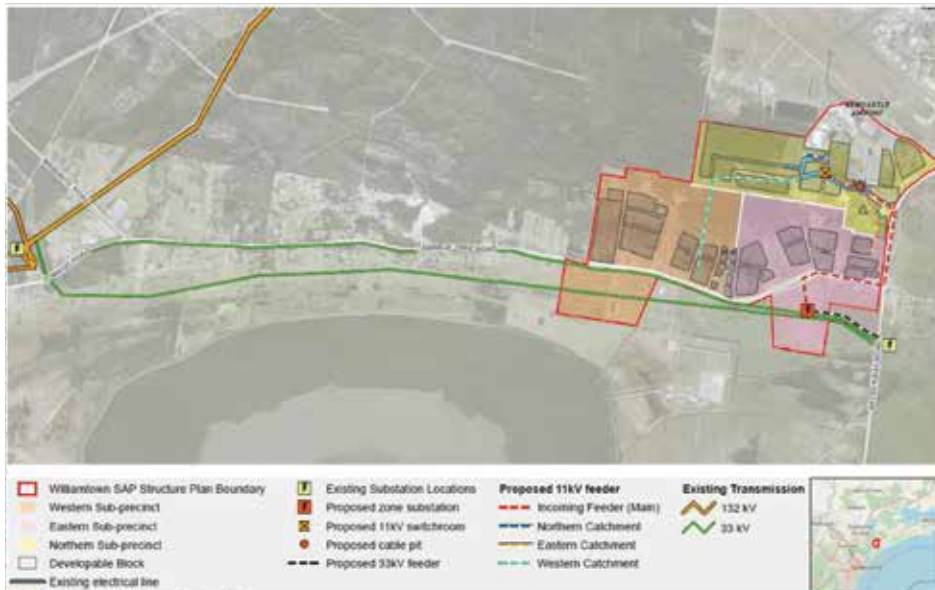 NEWCASTLE
AIRPORT
Williamtown SAP Structure Plan Boundary
Western Sub-precinct
Eastern Sub-precinct
Northern Sub-precinct
Developable Block
Existing electrical line
Existing Substation Locations
Proposed zone substation
Proposed 11kV switchroom
Proposed cable pit
Proposed 33kV feeder
Proposed 11kV feeder
Incoming Feeder (Main)
Northern Catchment
Eastern Catchment
Western Catchment
Existing Transmission
132 kV
33 kV